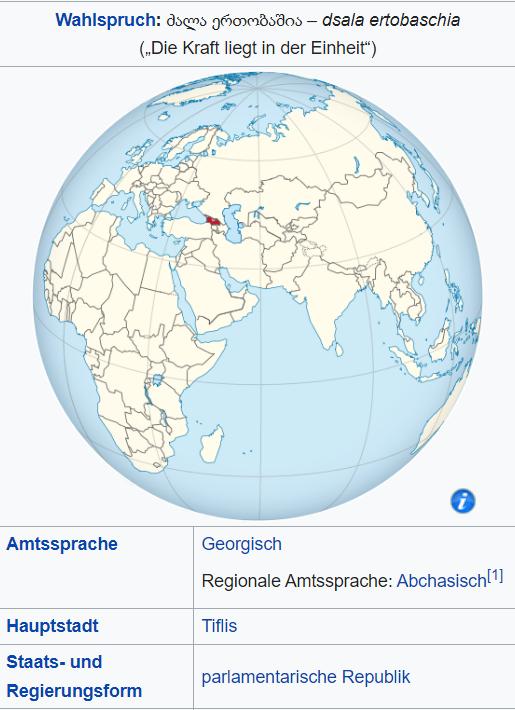 Wahlspruch: ძალა ერთობაშია – dsala ertobaschia
(„Die Kraft liegt in der Einheit“)
i
Amtssprache
Georgisch
Regionale Amtssprache: Abchasisch[1]
Hauptstadt
Tiflis
Staats- und
Regierungsform
parlamentarische Republik